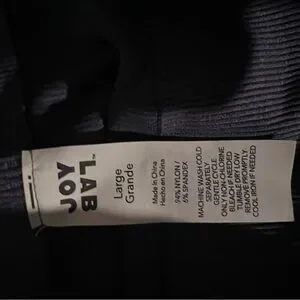 JOY
LAB™
Large
Grande
Made in China
Hecho en China
94% NYLON /
6% SPANDEX
MACHINE WASH COLD
SEPARATELY
GENTLE CYCLE
ONLY NON-CHLORINE
BLEACH IF NEEDED
TUMBLE DRY LOW
REMOVE PROMPTLY
COOL IRON IF NEEDED